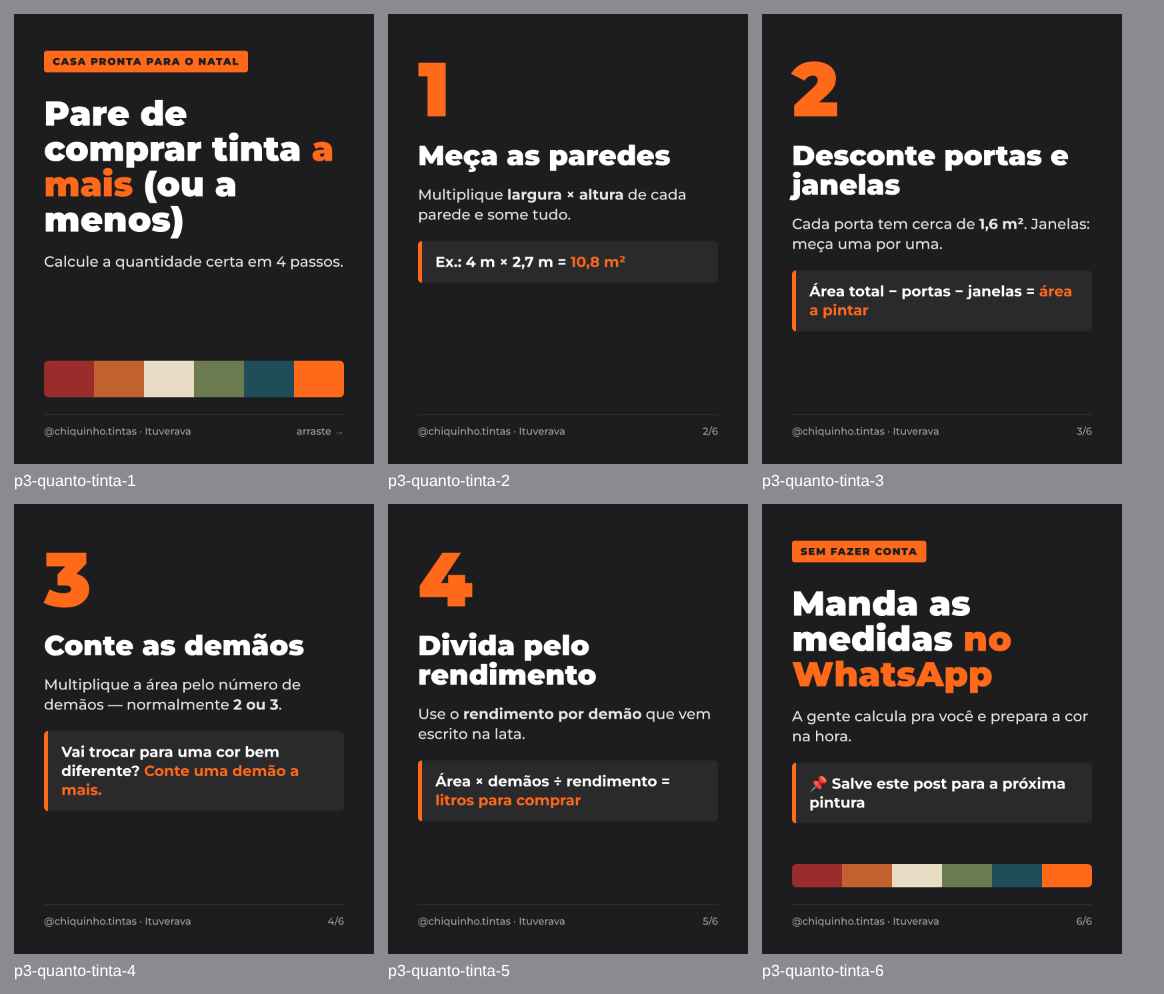 CASA PRONTA PARA O NATAL
Pare de
comprar tinta a
mais (ou a
menos)
Calcule a quantidade certa em 4 passos.
@chiquinho.tintas · Ituverava
arraste →
p3-quanto-tinta-1
1
Meça as paredes
Multiplique largura × altura de cada
parede e some tudo.
Ex.: 4 m × 2,7 m = 10,8 m²
@chiquinho.tintas · Ituverava
2/6
p3-quanto-tinta-2
2
Desconte portas e
janelas
Cada porta tem cerca de 1,6 m². Janelas:
meça uma por uma.
Área total − portas − janelas = área
a pintar
@chiquinho.tintas · Ituverava
3/6
p3-quanto-tinta-3
3
Conte as demãos
Multiplique a área pelo número de
demãos — normalmente 2 ou 3.
Vai trocar para uma cor bem
diferente? Conte uma demão a
mais.
@chiquinho.tintas · Ituverava
4/6
p3-quanto-tinta-4
4
Divida pelo
rendimento
Use o rendimento por demão que vem
escrito na lata.
Área × demãos ÷ rendimento =
litros para comprar
@chiquinho.tintas · Ituverava
5/6
p3-quanto-tinta-5
SEM FAZER CONTA
Manda as
medidas no
WhatsApp
A gente calcula pra você e prepara a cor
na hora.
📌 Salve este post para a próxima
pintura
@chiquinho.tintas · Ituverava
6/6
p3-quanto-tinta-6